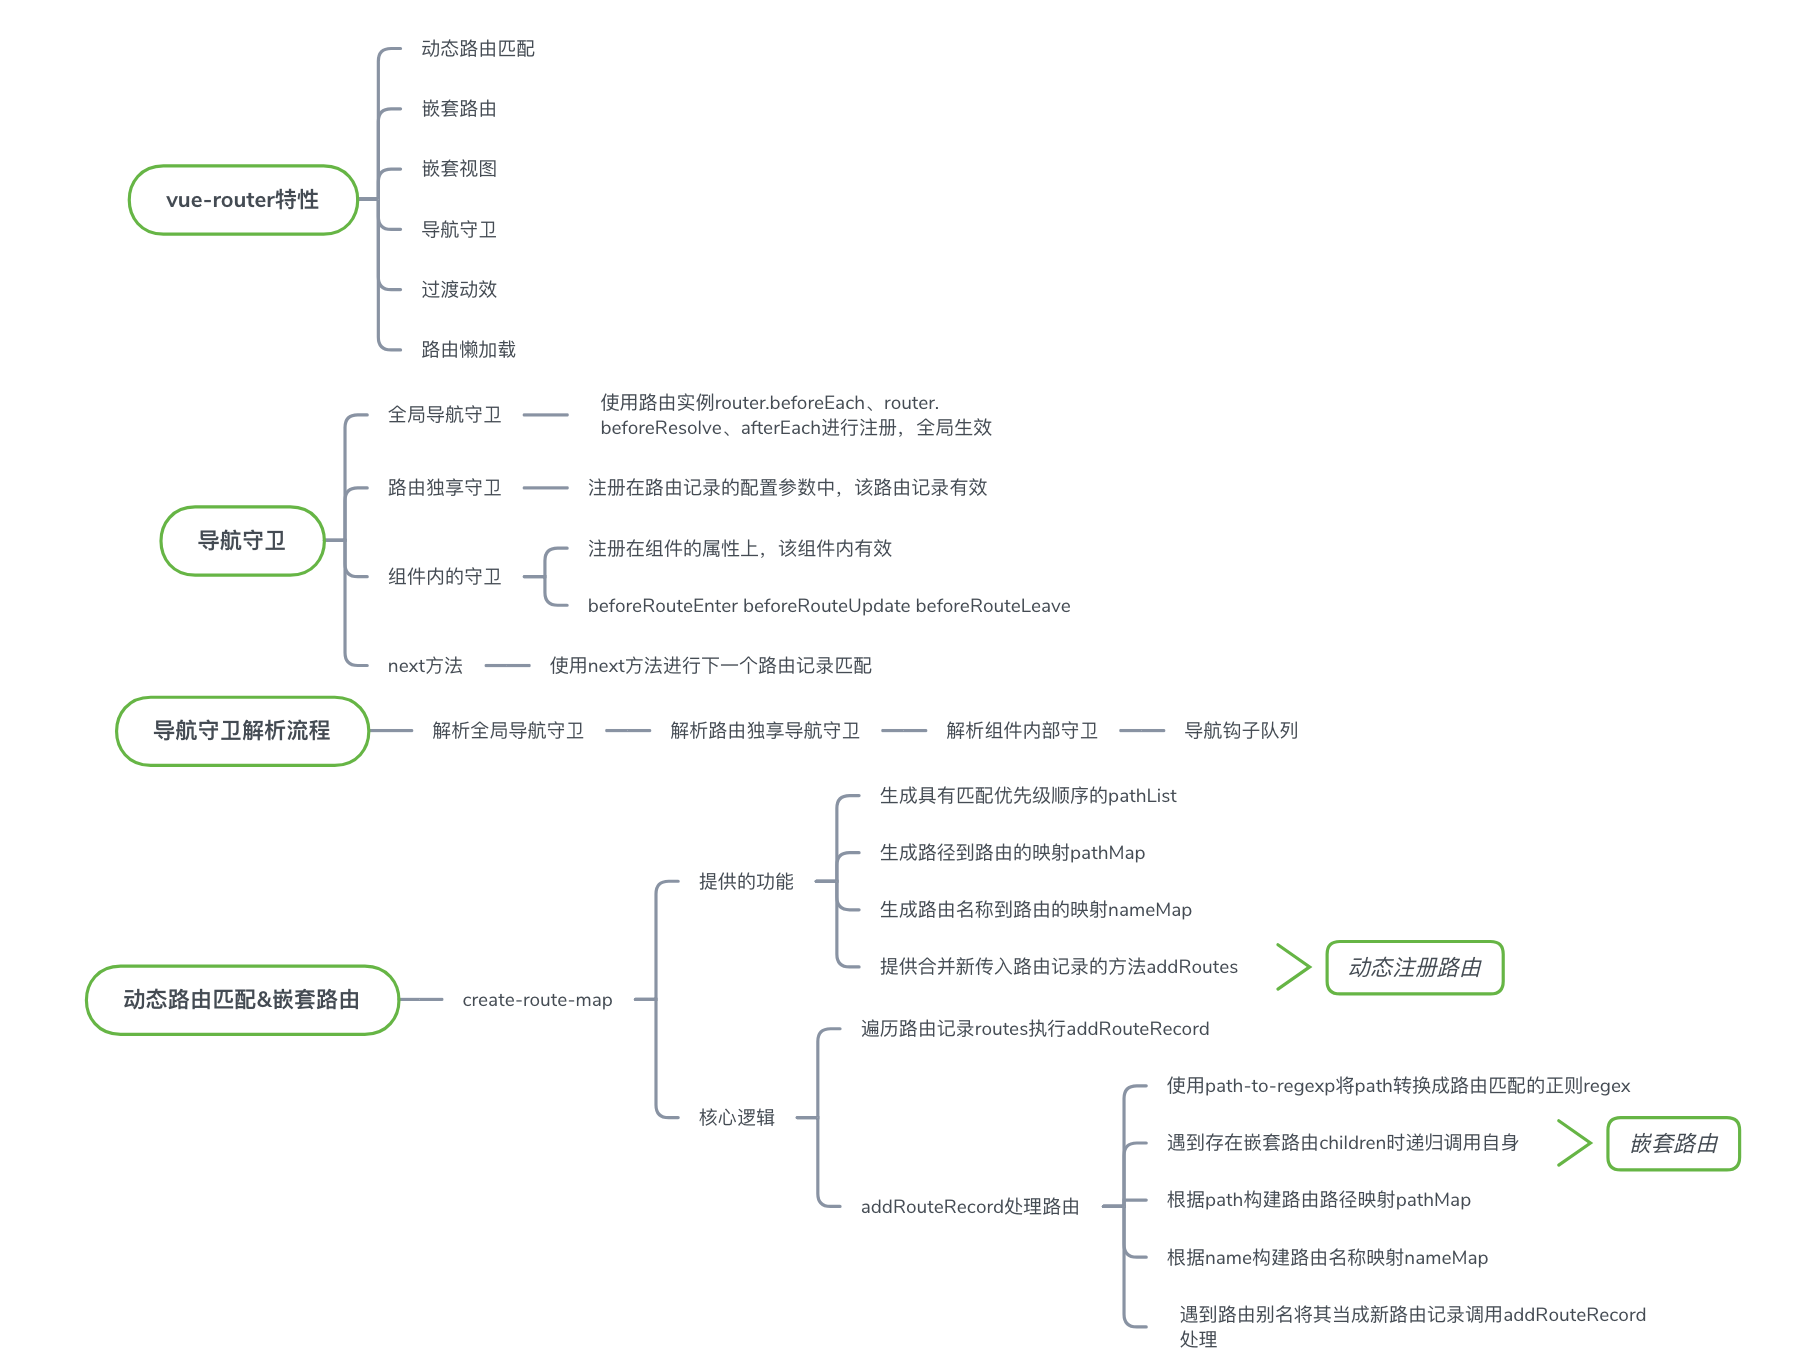 vue-router特性
动态路由匹配
嵌套路由
嵌套视图
导航守卫
过渡动效
路由懒加载
导航守卫
全局导航守卫
使用路由实例router.beforeEach、router.
beforeResolve、afterEach进行注册，全局生效
路由独享守卫
注册在路由记录的配置参数中，该路由记录有效
组件内的守卫
注册在组件的属性上，该组件内有效
beforeRouteEnter beforeRouteUpdate beforeRouteLeave
next方法
使用next方法进行下一个路由记录匹配
导航守卫解析流程
解析全局导航守卫
解析路由独享导航守卫
解析组件内部守卫
导航钩子队列
动态路由匹配&嵌套路由
create-route-map
提供的功能
生成具有匹配优先级顺序的pathList
生成路径到路由的映射pathMap
生成路由名称到路由的映射nameMap
提供合并新传入路由记录的方法addRoutes
动态注册路由
核心逻辑
遍历路由记录routes执行addRouteRecord
addRouteRecord处理路由
使用path-to-regexp将path转换成路由匹配的正则regex
遇到存在嵌套路由children时递归调用自身
嵌套路由
根据path构建路由路径映射pathMap
根据name构建路由名称映射nameMap
遇到路由别名将其当成新路由记录调用addRouteRecord
处理